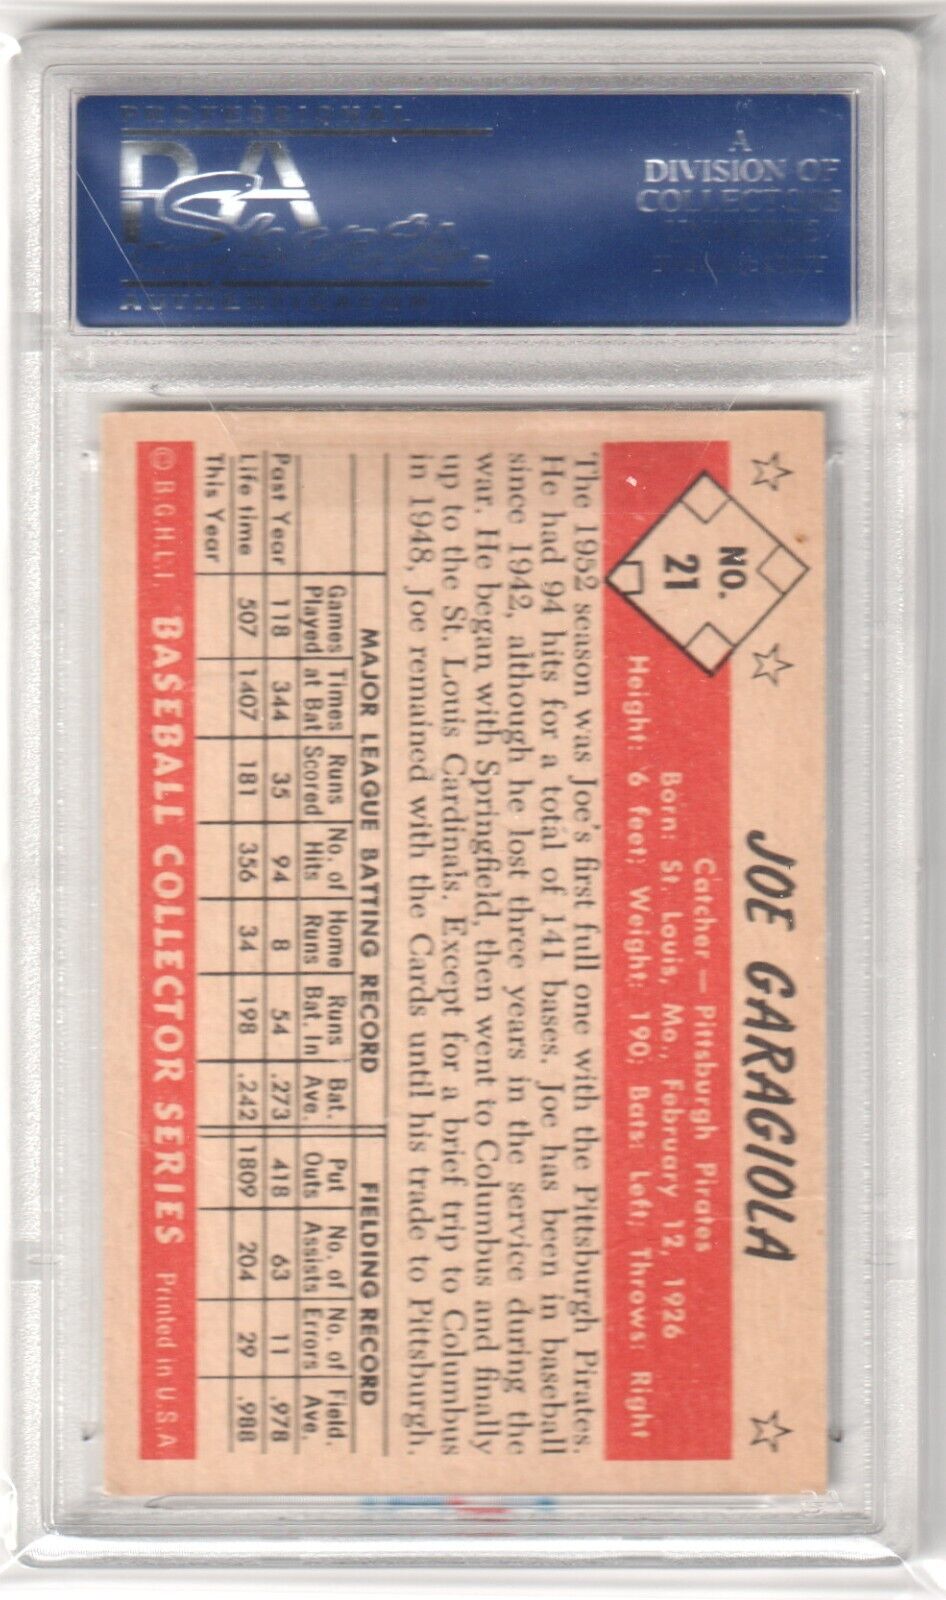 PROFESSIONAL
PSA
AUTHENTICATION
A
DIVISION OF
COLLECTORS
UNIVERSE
JOE GARAGIOLA
NO.
21
Catcher — Pittsburgh Pirates
Born: St. Louis, Mo., February 12, 1926
Height: 6 feet; Weight: 190; Bats: Left; Throws: Right
The 1952 season was Joe's first full one with the Pittsburgh Pirates.
He had 94 hits for a total of 141 bases. Joe has been in baseball
since 1942, although he lost three years in the service during the
war. He began with Springfield, then went to Columbus and finally
up to the St. Louis Cardinals. Except for a brief trip to Columbus
in 1948, Joe remained with the Cards until his trade to Pittsburgh.
MAJOR LEAGUE BATTING RECORD FIELDING RECORD
Games Played Times at Bat Runs Scored No. of Hits Home Runs Runs Bat. In Bat. Ave. Put Outs No. of Assists No. of Errors Field. Ave.
Past Year 118 344 35 94 8 54 .273 418 63 11 .978
Life time 507 1407 181 356 34 198 .242 1809 204 29 .988
This Year
© B.G.H.L.I. BASEBALL COLLECTOR SERIES Printed in U.S.A.